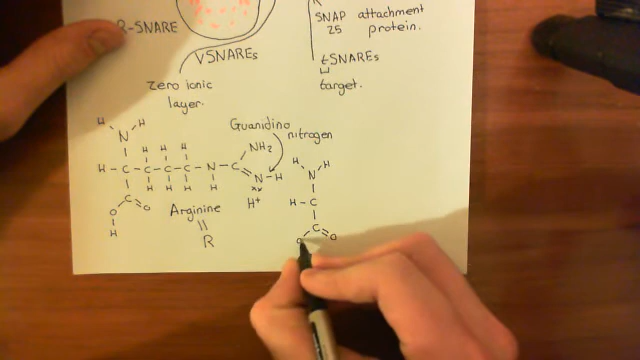 R-SNARE
VSNAREs
Zero ionic
layer.
SNAP attachment
25 protein.
tSNAREs
target.
Guanidino
nitrogen
H H
N
H H H
NH₂
H - C - C - C - C - N - C = N - H
H H H H
C
O O
H
Arginine
=
R
H⁺
H H
N
H - C
C
O O